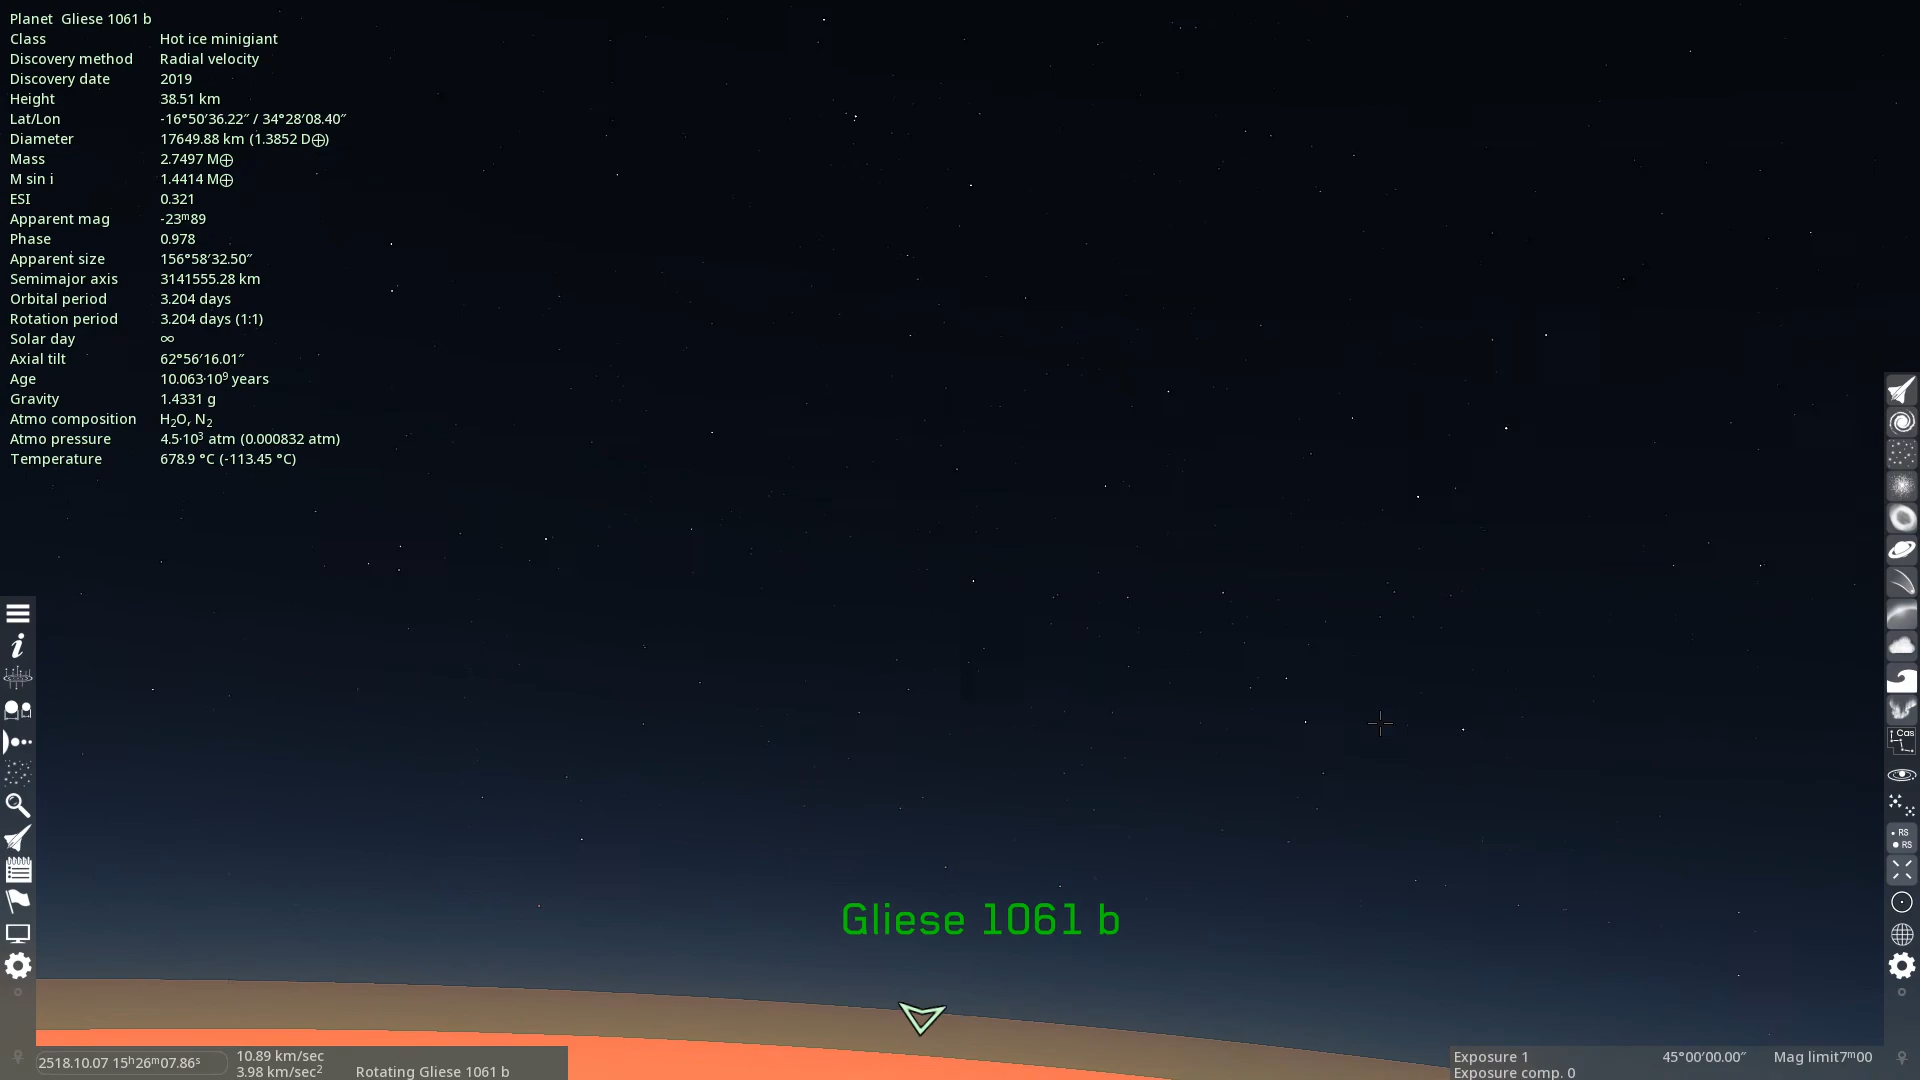 Planet Gliese 1061 b
Class Hot ice minigiant
Discovery method Radial velocity
Discovery date 2019
Height 38.51 km
Lat/Lon -16°50′36.22″ / 34°28′08.40″
Diameter 17649.88 km (1.3852 D⊕)
Mass 2.7497 M⊕
M sin i 1.4414 M⊕
ESI 0.321
Apparent mag -23ᵐ89
Phase 0.978
Apparent size 156°58′32.50″
Semimajor axis 3141555.28 km
Orbital period 3.204 days
Rotation period 3.204 days (1:1)
Solar day ∞
Axial tilt 62°56′16.01″
Age 10.063·10⁹ years
Gravity 1.4331 g
Atmo composition H₂O, N₂
Atmo pressure 4.5·10³ atm (0.000832 atm)
Temperature 678.9 °C (-113.45 °C)
Cas
RS
RS
Gliese 1061 b
2518.10.07 15ʰ26ᵐ07.86ˢ
10.89 km/sec
3.98 km/sec² Rotating Gliese 1061 b
Exposure 1 45°00′00.00″ Mag limit7ᵐ00
Exposure comp. 0